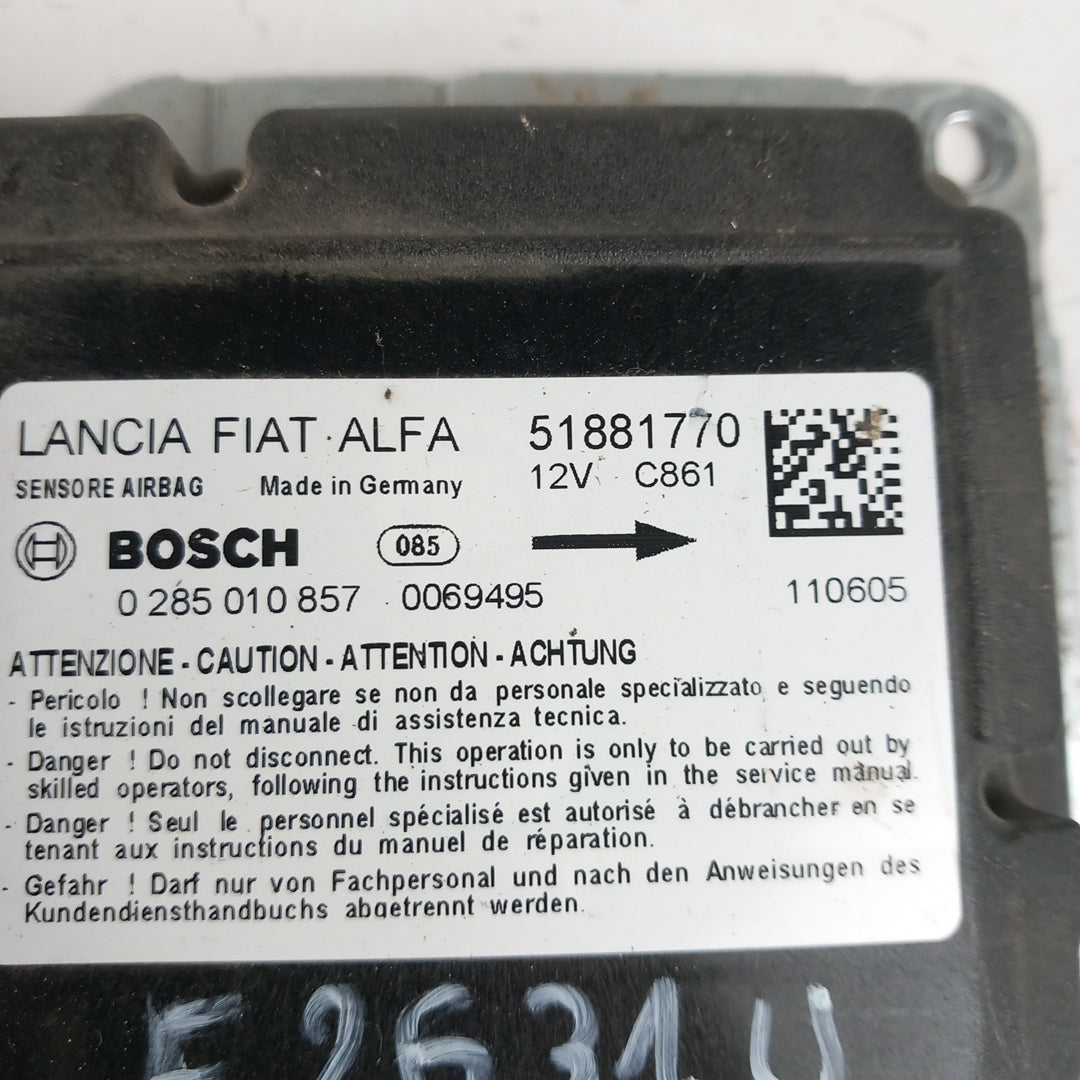 LANCIA FIAT ALFA 51881770
SENSORE AIRBAG Made in Germany 12V C861
BOSCH 085
0 285 010 857 0069495 110605
ATTENZIONE - CAUTION - ATTENTION - ACHTUNG
- Pericolo ! Non scollegare se non da personale specializzato e seguendo
le istruzioni del manuale di assistenza tecnica.
- Danger ! Do not disconnect. This operation is only to be carried out by
skilled operators, following the instructions given in the service manual.
- Danger ! Seul le personnel spécialisé est autorisé à débrancher en se
tenant aux instructions du manuel de réparation.
- Gefahr ! Darf nur von Fachpersonal und nach den Anweisungen des
Kundendiensthandbuchs abgetrennt werden.